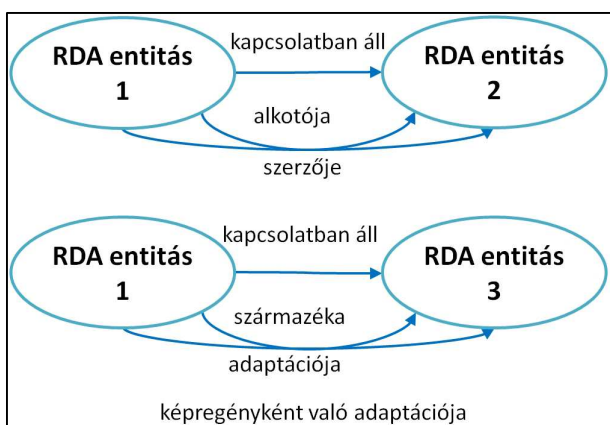 RDA entitás
1
kapcsolatban áll
RDA entitás
2
alkotója
szerzője
RDA entitás
1
kapcsolatban áll
RDA entitás
3
származéka
adaptációja
képregényként való adaptációja